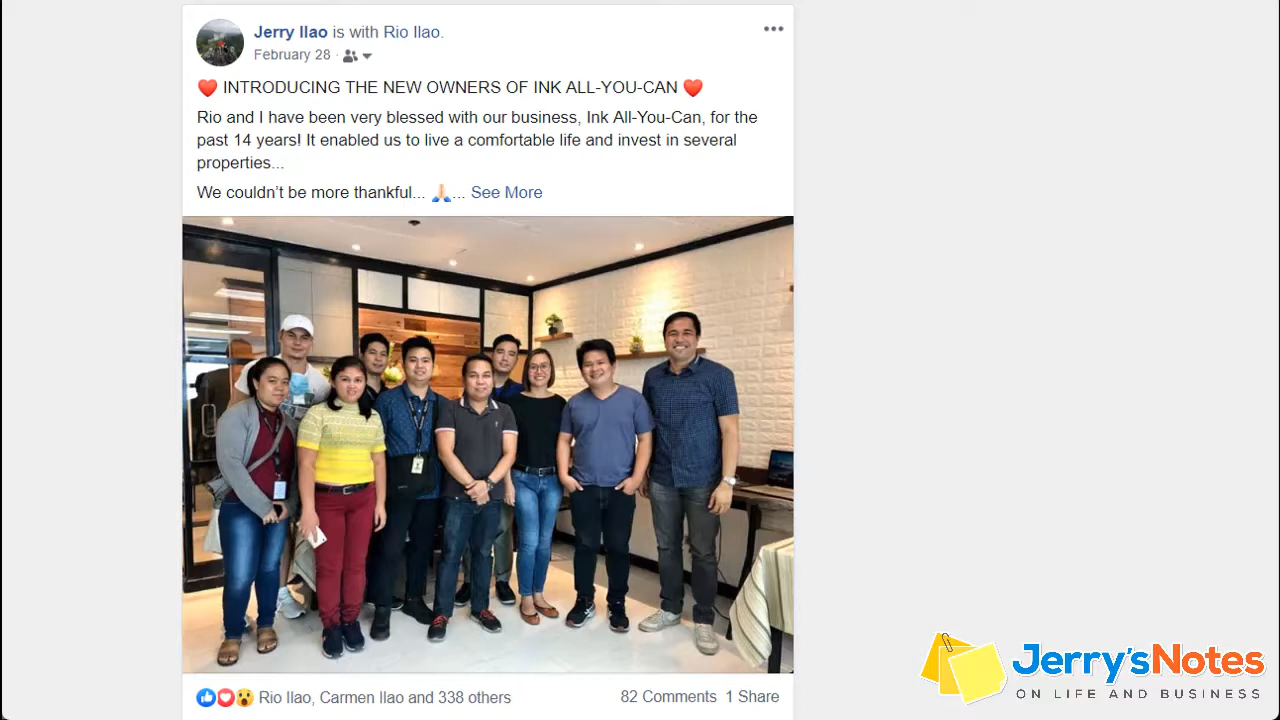 Jerry Ilao is with Rio Ilao.
February 28 ·
INTRODUCING THE NEW OWNERS OF INK ALL-YOU-CAN
Rio and I have been very blessed with our business, Ink All-You-Can, for the
past 14 years! It enabled us to live a comfortable life and invest in several
properties...
We couldn’t be more thankful... 🙏🏻... See More
Rio Ilao, Carmen Ilao and 338 others
82 Comments 1 Share
Jerry'sNotes
ON LIFE AND BUSINESS